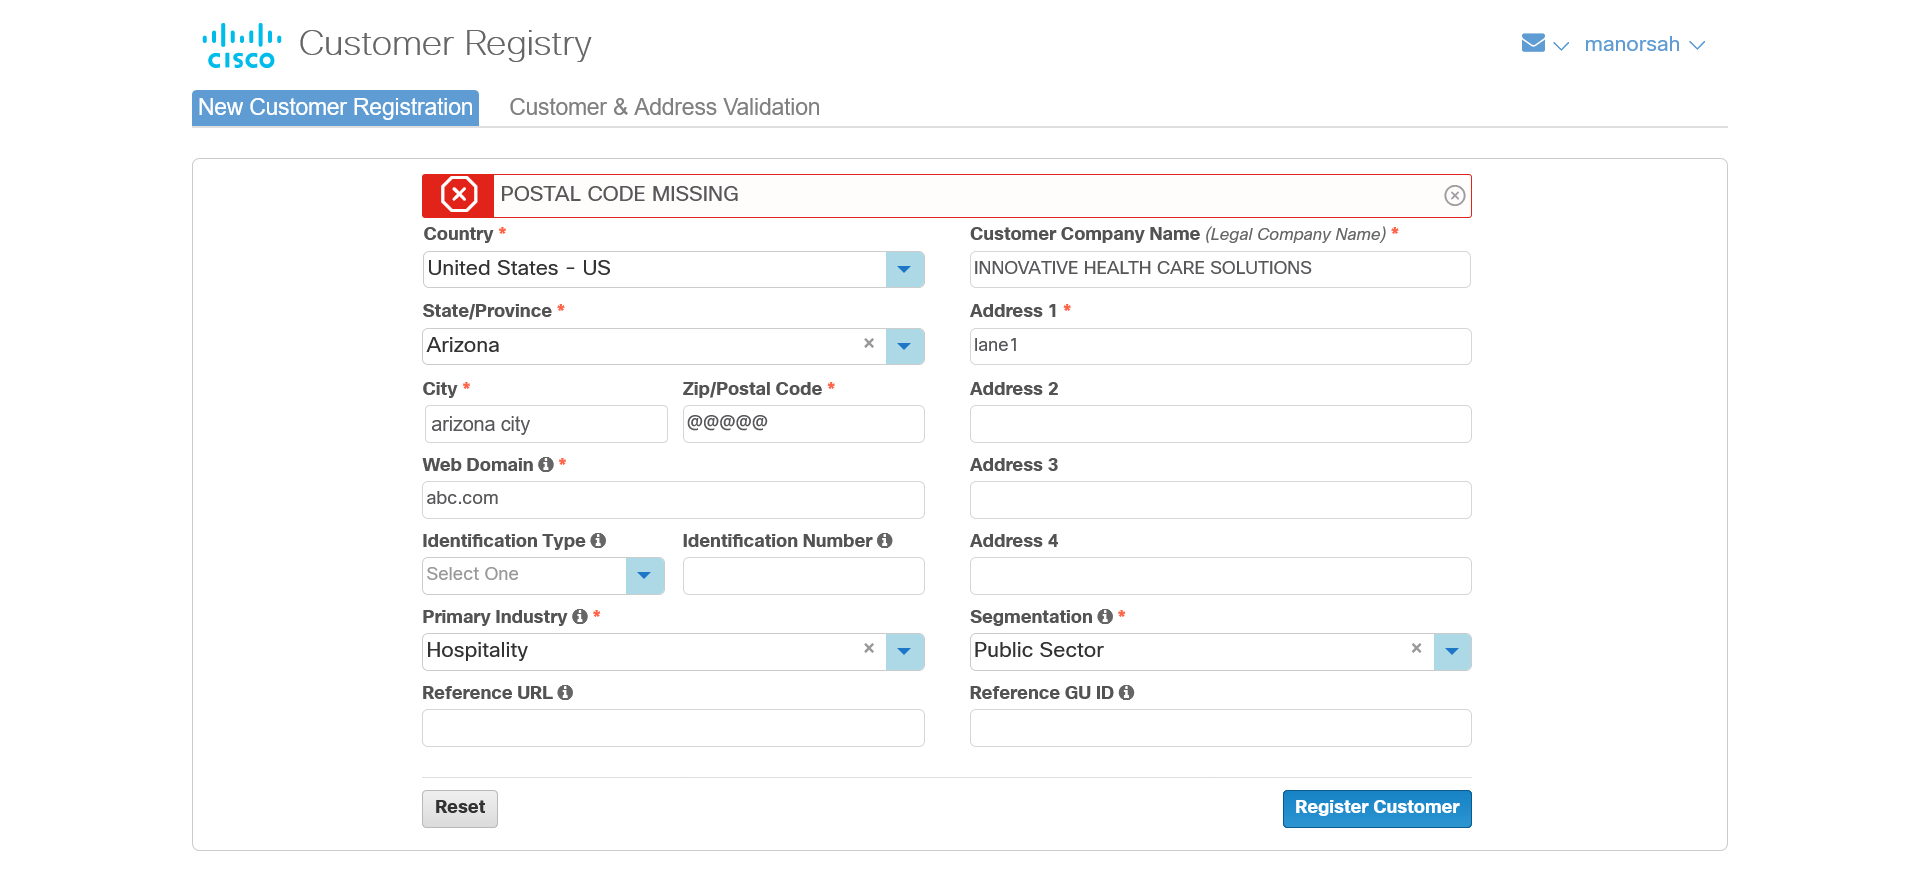 CISCO Customer Registry
manorsah
New Customer Registration Customer & Address Validation
POSTAL CODE MISSING
Country * Customer Company Name (Legal Company Name) *
United States - US INNOVATIVE HEALTH CARE SOLUTIONS
State/Province * Address 1 *
Arizona × lane1
City * Zip/Postal Code * Address 2
arizona city @@@@@
Web Domain * Address 3
abc.com
Identification Type Identification Number Address 4
Select One
Primary Industry * Segmentation *
Hospitality × Public Sector ×
Reference URL Reference GU ID
Reset Register Customer